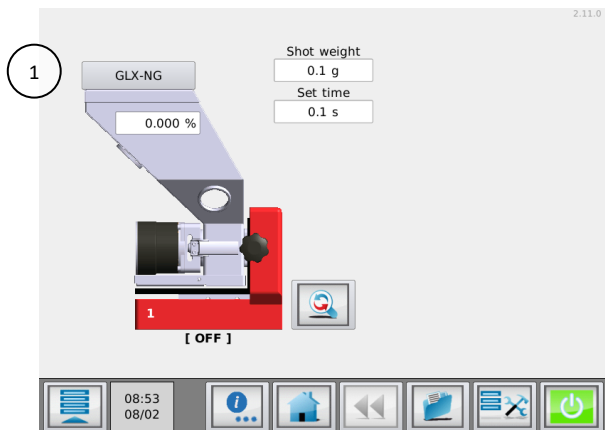 2.11.0
1
GLX-NG
Shot weight
0.1 g
Set time
0.1 s
0.000 %
1
[ OFF ]
08:53
08/02
i